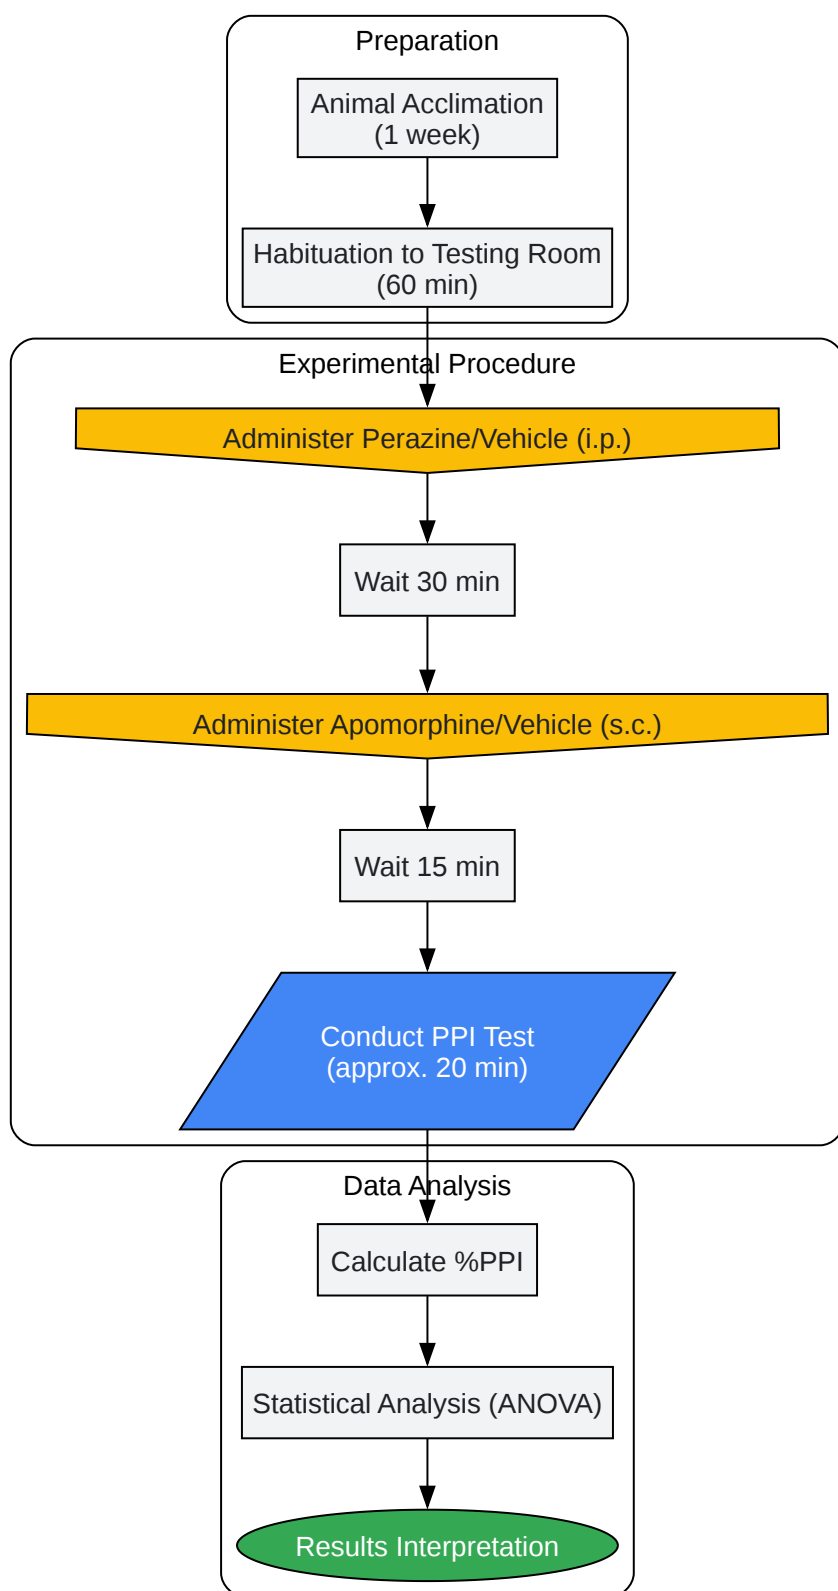 Preparation
Animal Acclimation
(1 week)
Habituation to Testing Room
(60 min)
Experimental Procedure
Administer Perazine/Vehicle (i.p.)
Wait 30 min
Administer Apomorphine/Vehicle (s.c.)
Wait 15 min
Conduct PPI Test
(approx. 20 min)
Data Analysis
Calculate %PPI
Statistical Analysis (ANOVA)
Results Interpretation